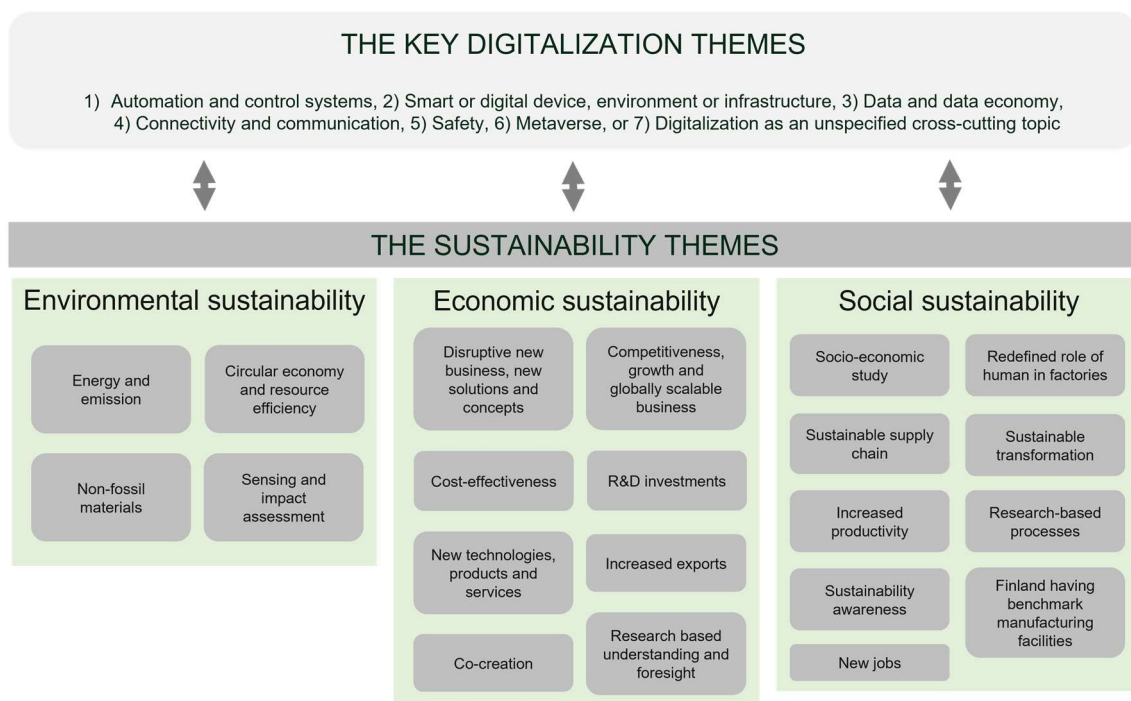 THE KEY DIGITALIZATION THEMES
1) Automation and control systems, 2) Smart or digital device, environment or infrastructure, 3) Data and data economy,
4) Connectivity and communication, 5) Safety, 6) Metaverse, or 7) Digitalization as an unspecified cross-cutting topic
THE SUSTAINABILITY THEMES
Environmental sustainability
Energy and
emission
Circular economy
and resource
efficiency
Non-fossil
materials
Sensing and
impact
assessment
Economic sustainability
Disruptive new
business, new
solutions and
concepts
Competitiveness,
growth and
globally scalable
business
Cost-effectiveness
R&D investments
New technologies,
products and
services
Increased exports
Co-creation
Research based
understanding and
foresight
Social sustainability
Socio-economic
study
Redefined role of
human in factories
Sustainable supply
chain
Sustainable
transformation
Increased
productivity
Research-based
processes
Sustainability
awareness
Finland having
benchmark
manufacturing
facilities
New jobs